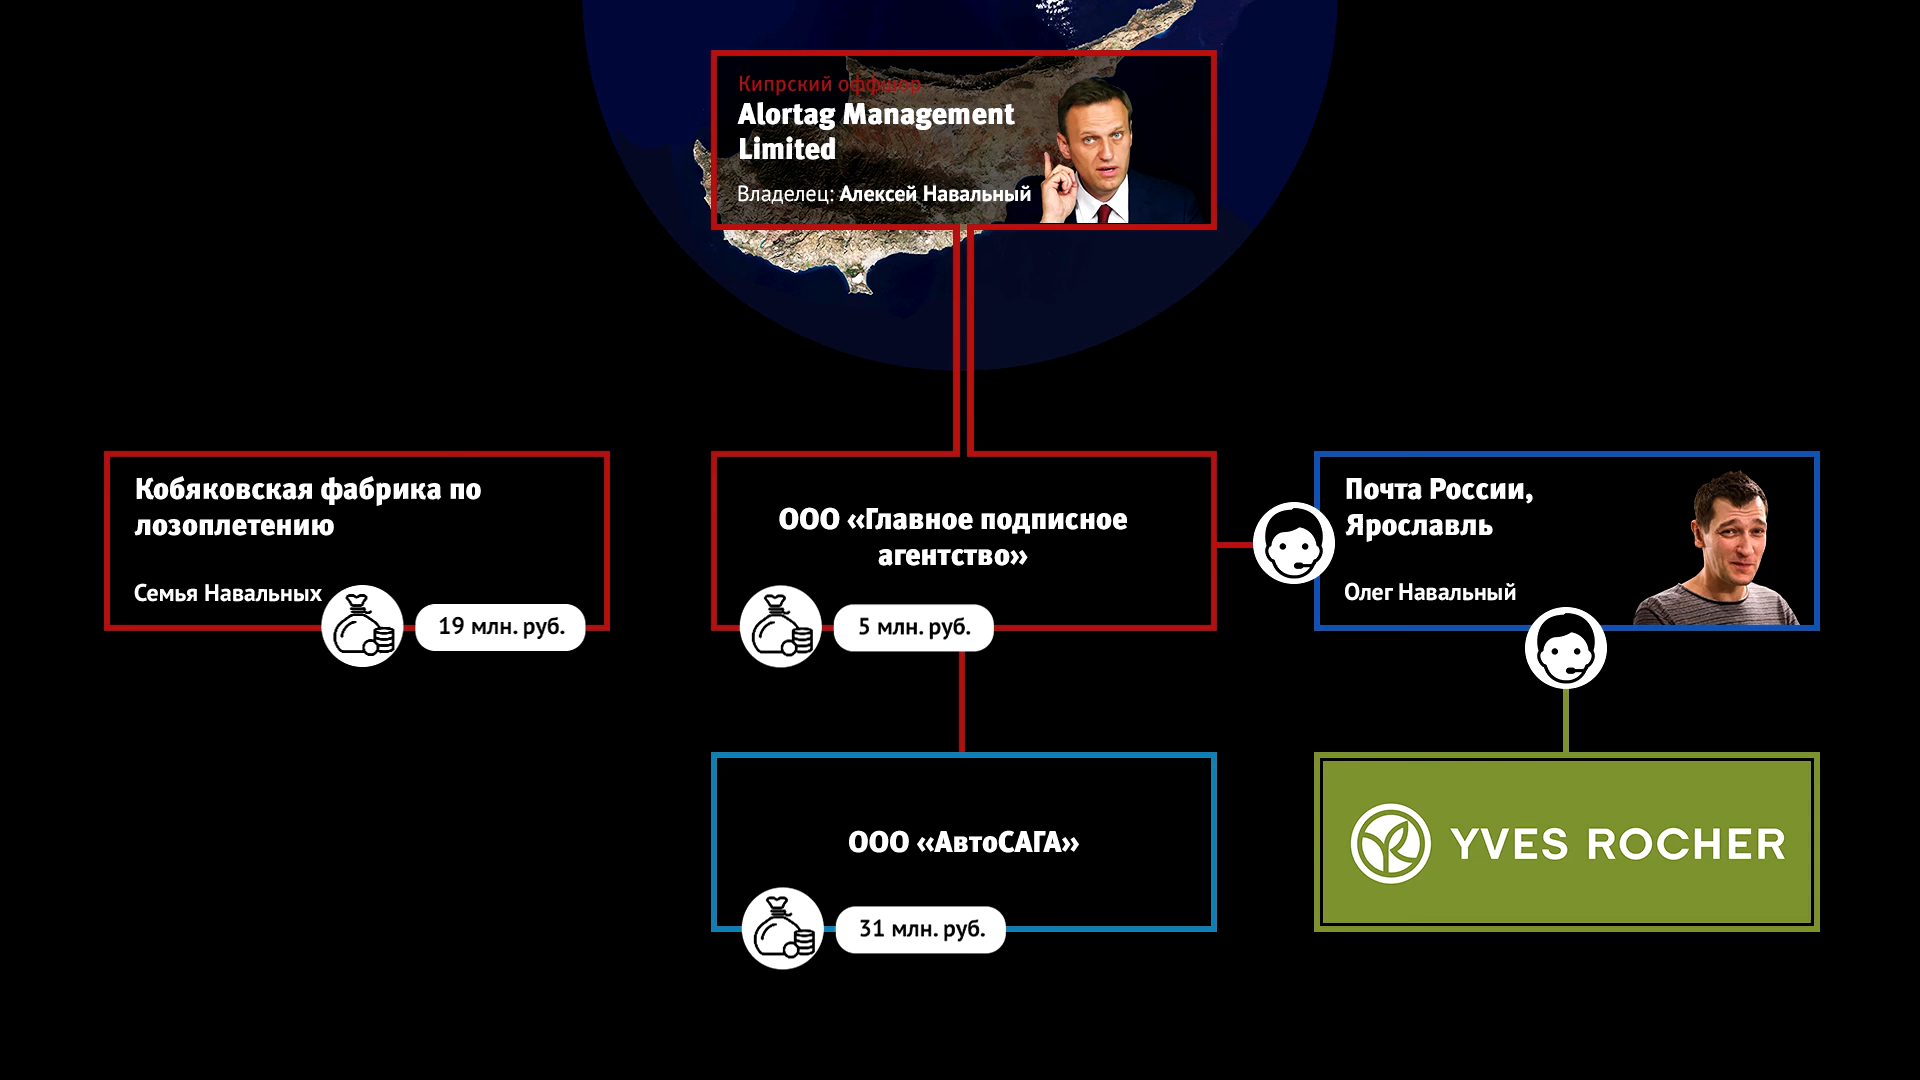 Кипрский оффшор
Alortag Management
Limited
Владелец: Алексей Навальный
Кобяковская фабрика по
лозоплетению
Семья Навальных
19 млн. руб.
ООО «Главное подписное
агентство»
5 млн. руб.
Почта России,
Ярославль
Олег Навальный
ООО «АвтоСАГА»
31 млн. руб.
YVES ROCHER